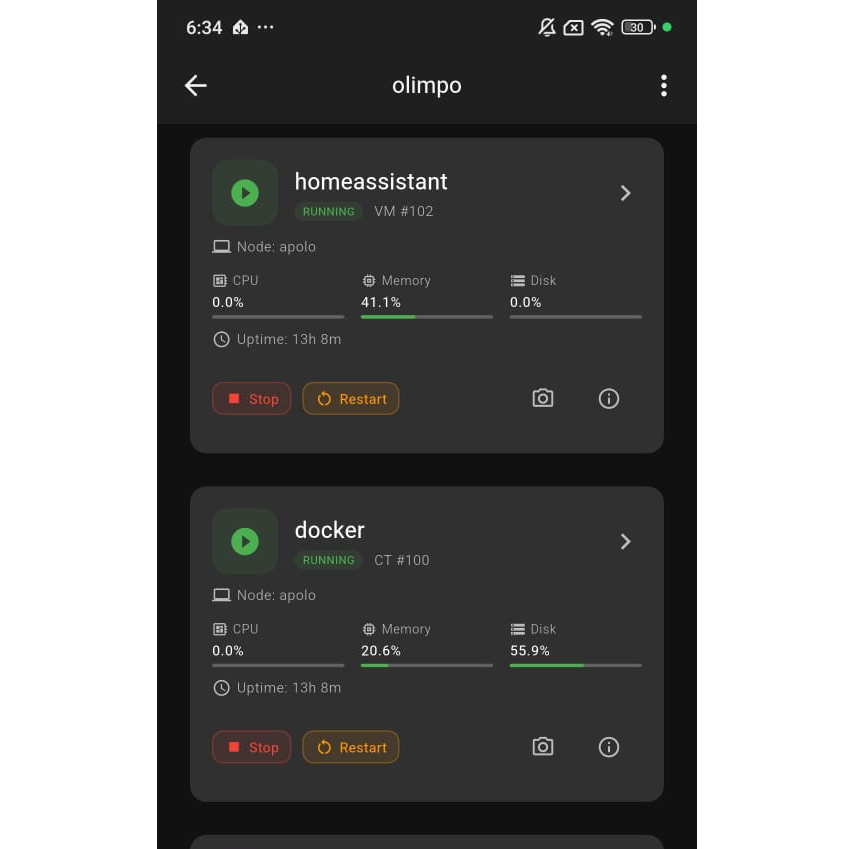 6:34
30
olimpo
homeassistant
RUNNING VM #102
Node: apolo
CPU Memory Disk
0.0% 41.1% 0.0%
Uptime: 13h 8m
Stop Restart
docker
RUNNING CT #100
Node: apolo
CPU Memory Disk
0.0% 20.6% 55.9%
Uptime: 13h 8m
Stop Restart